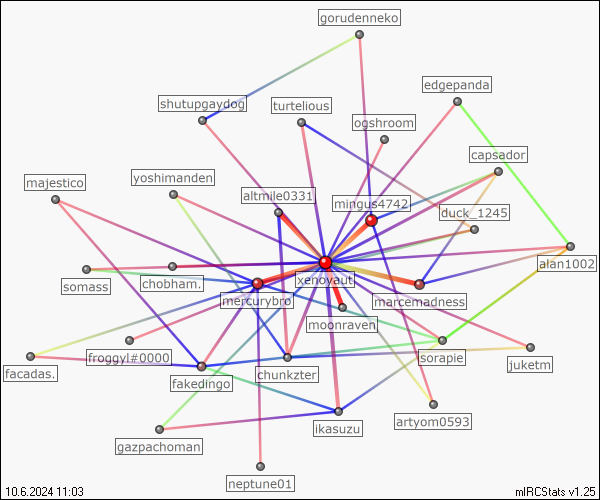 gorudenneko
edgepanda
shutupgaydog
turtelious
ogshroom
capsador
majestico
yoshimanden
altmile0331
mingus4742
duck_1245
alan1002
somass
chobham.
xenoyaut
mercurybro
marcemadness
moonraven
froggyl#0000
sorapie
juketm
facadas.
fakedingo
chunkzter
artyom0593
ikasuzu
gazpachoman
neptune01
10.6.2024 11:03
mIRCStats v1.25